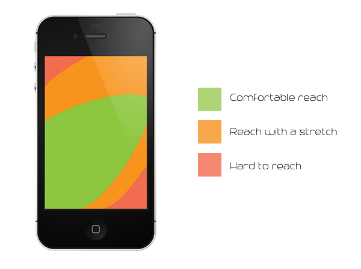 Comfortable reach
Reach with a stretch
Hard to reach